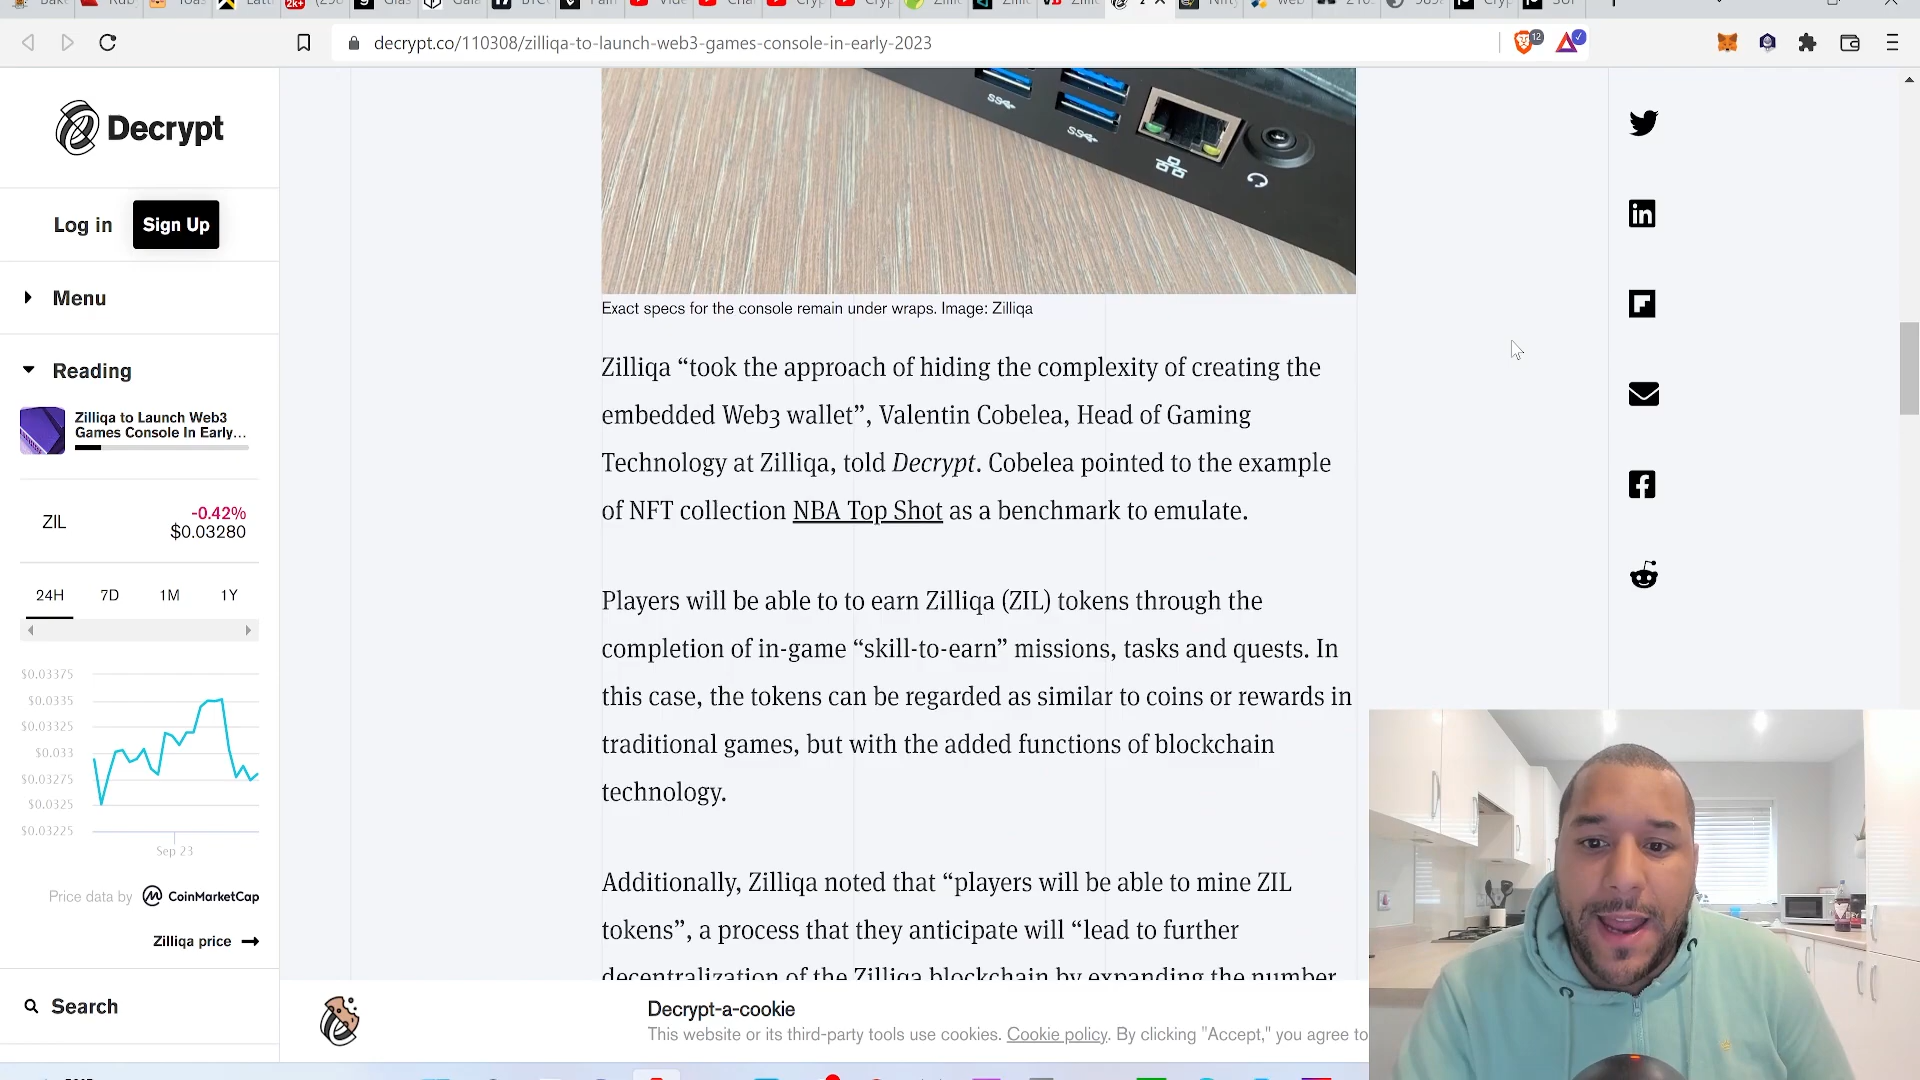 decrypt.co/110308/zilliqa-to-launch-web3-games-console-in-early-2023
12
Decrypt
Log in
Sign Up
Menu
Reading
Zilliqa to Launch Web3
Games Console In Early...
ZIL
-0.42%
$0.03280
24H 7D 1M 1Y
$0.03375
$0.0335
$0.03325
$0.033
$0.03275
$0.0325
$0.03225
Sep 23
Price data by CoinMarketCap
Zilliqa price
Search
Exact specs for the console remain under wraps. Image: Zilliqa
Zilliqa “took the approach of hiding the complexity of creating the
embedded Web3 wallet”, Valentin Cobelea, Head of Gaming
Technology at Zilliqa, told Decrypt. Cobelea pointed to the example
of NFT collection NBA Top Shot as a benchmark to emulate.
Players will be able to to earn Zilliqa (ZIL) tokens through the
completion of in-game “skill-to-earn” missions, tasks and quests. In
this case, the tokens can be regarded as similar to coins or rewards in
traditional games, but with the added functions of blockchain
technology.
Additionally, Zilliqa noted that “players will be able to mine ZIL
tokens”, a process that they anticipate will “lead to further
decentralization of the Zilliqa blockchain by expanding the number
Decrypt-a-cookie
This website or its third-party tools use cookies. Cookie policy. By clicking "Accept," you agree to